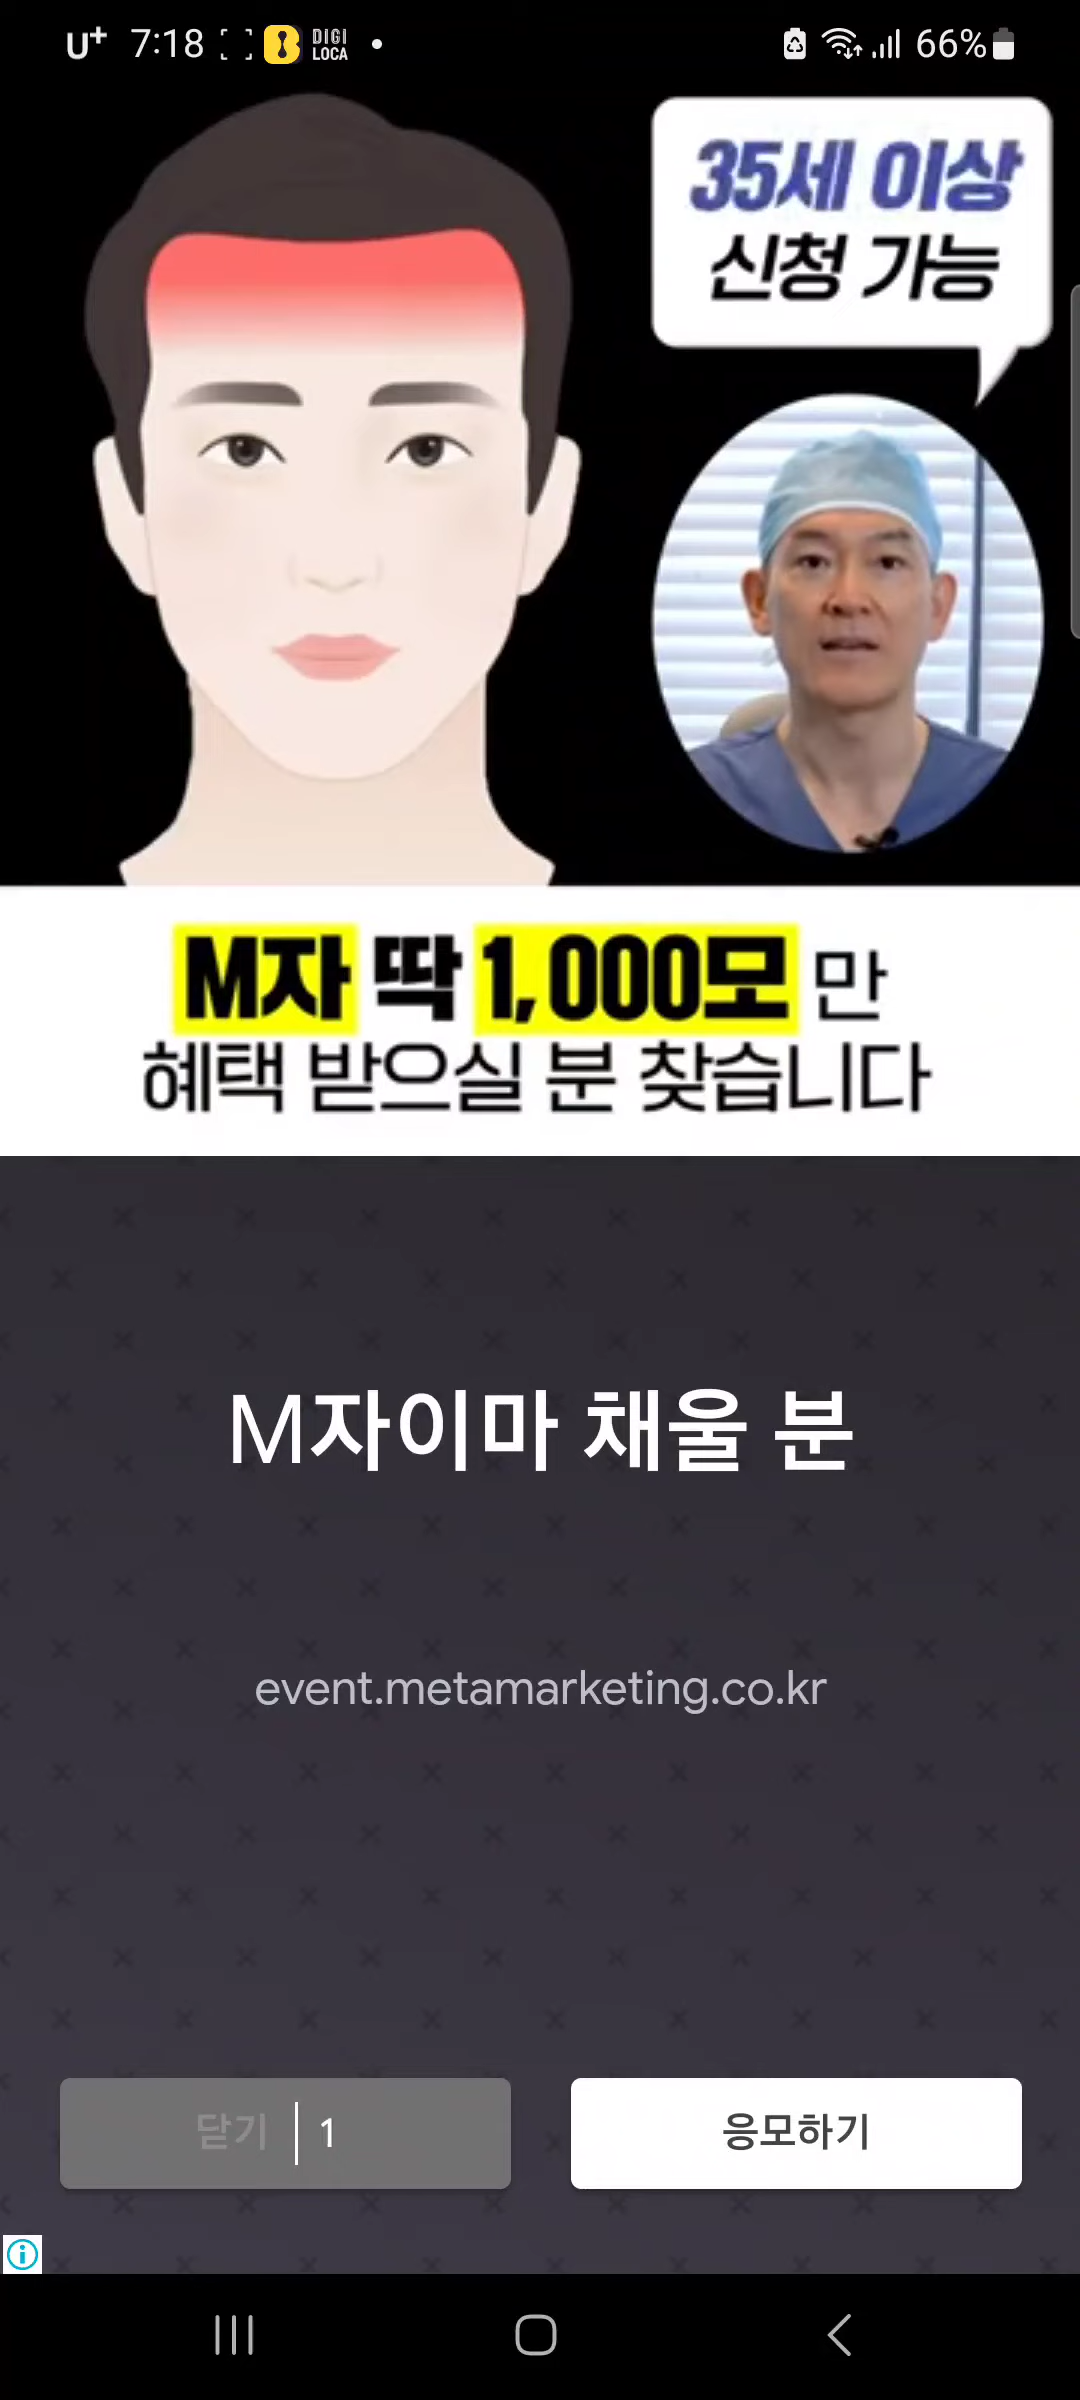 U+ 7:18 DIGI LOCA 66%
35세 이상
신청 가능
M자 딱 1,000모 만
혜택 받으실 분 찾습니다
M자이마 채울 분
event.metamarketing.co.kr
닫기 1
응모하기